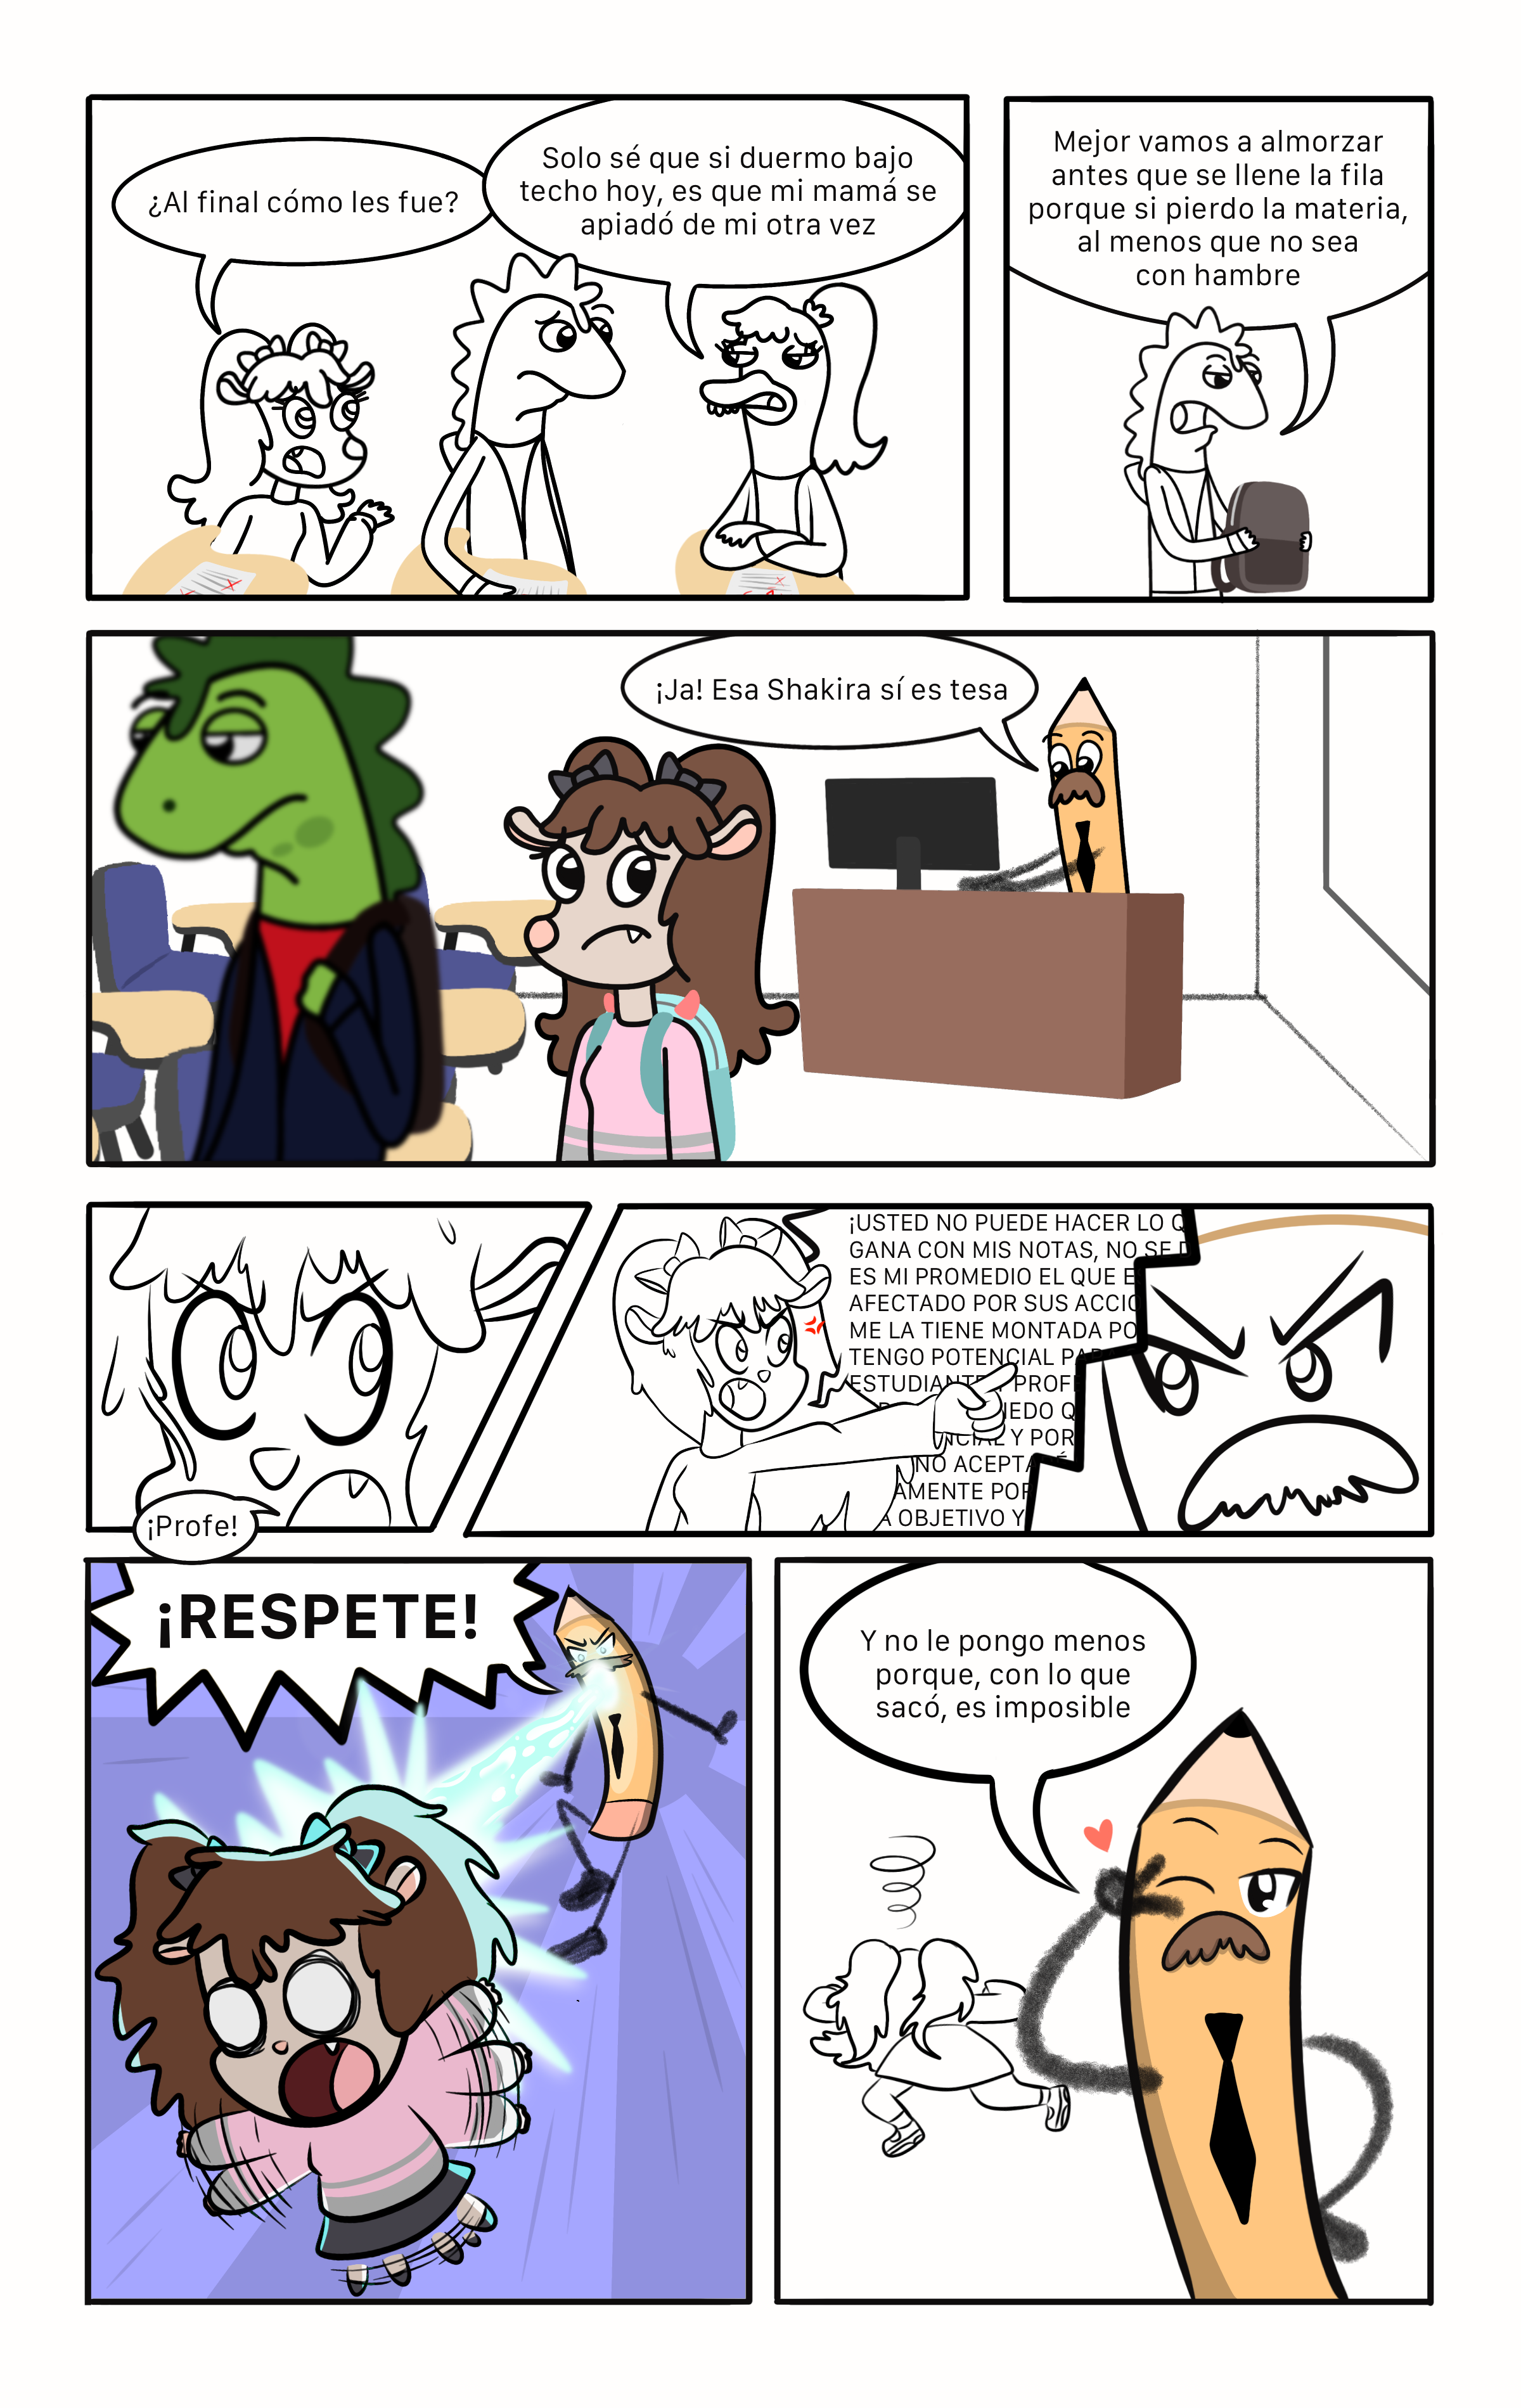 ¿Al final cómo les fue?
Solo sé que si duermo bajo
techo hoy, es que mi mamá se
apiadó de mi otra vez
Mejor vamos a almorzar
antes que se llene la fila
porque si pierdo la materia,
al menos que no sea
con hambre
¡Ja! Esa Shakira sí es tesa
¡Profe!
¡USTED NO PUEDE HACER LO Q
GANA CON MIS NOTAS, NO SE
ES MI PROMEDIO EL QUE E
AFECTADO POR SUS ACCIO
ME LA TIENE MONTADA PO
TENGO POTENCIAL PA
ESTUDIANTE PROF
EDO Q
NCIAL Y POR
NO ACEPTA
AMENTE POR
A OBJETIVO Y
¡RESPETE!
Y no le pongo menos
porque, con lo que
sacó, es imposible